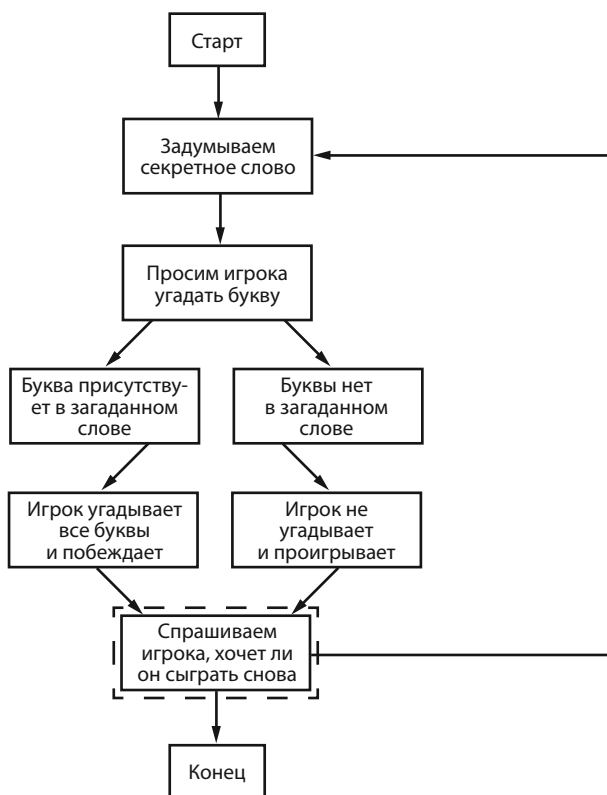 Старт
Задумываем
секретное слово
Просим игрока
угадать букву
Буква присутству-
ет в загаданном
слове
Буквы нет
в загаданном
слове
Игрок угадывает
все буквы
и побеждает
Игрок не
угадывает
и проигрывает
Спрашиваем
игрока, хочет ли
он сыграть снова
Конец